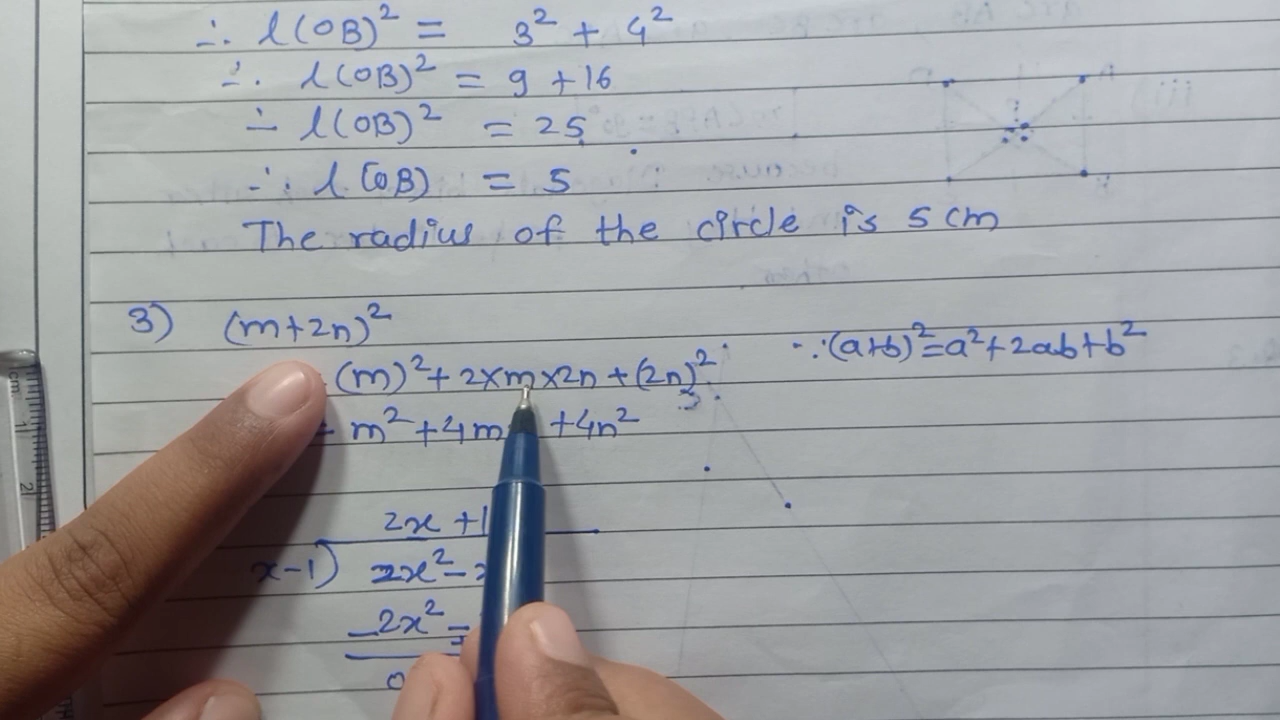 ∴ l(OB)² = 3² + 4²
∴ l(OB)² = 9 + 16
∴ l(OB)² = 25
∴ l(OB) = 5
The radius of the circle is 5 cm
3) (m+2n)²
(m)² + 2×m×2n + (2n)² ∵(a+b)²=a²+2ab+b²
= m² + 4m + 4n²
2x + 1
x-1) 2x² -
-2x² -
0